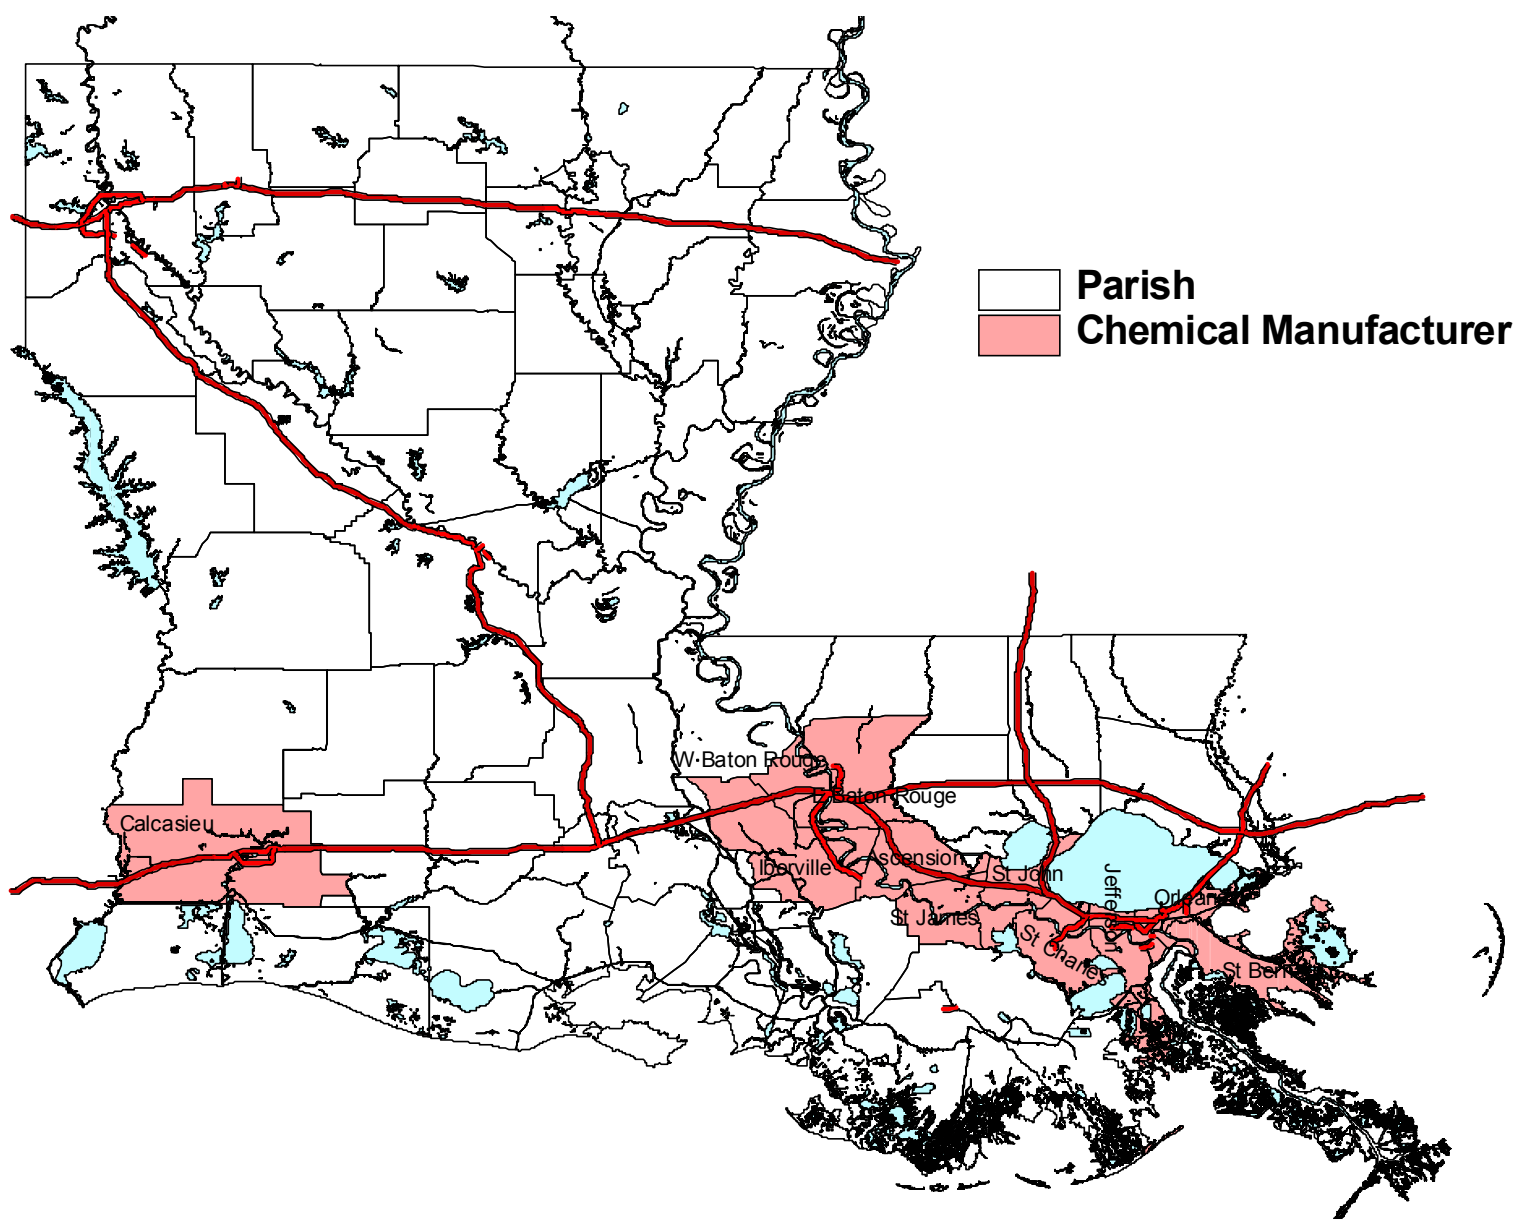 Parish
Chemical Manufacturer
W Baton Rouge
E Baton Rouge
Calcasieu
Iberville
Ascension
St John
Jefferson
Orleans
St James
St Charles
St Bernard